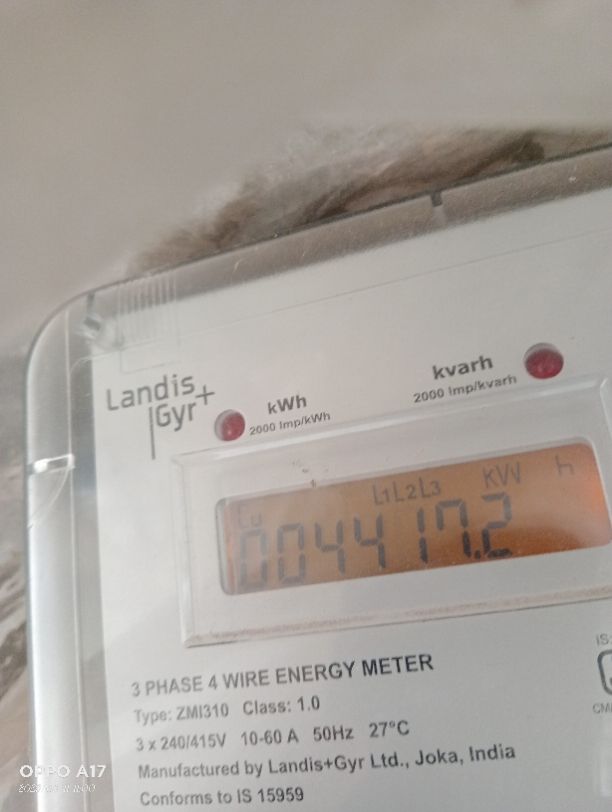 Landis+
Gyr
kWh
2000 Imp/kWh
kvarh
2000 Imp/kvarh
L1L2L3 KW h
Cu
004417.2
3 PHASE 4 WIRE ENERGY METER
Type: ZMI310 Class: 1.0
3 x 240/415V 10-60 A 50Hz 27°C
Manufactured by Landis+Gyr Ltd., Joka, India
Conforms to IS 15959
IS:
OPPO A17